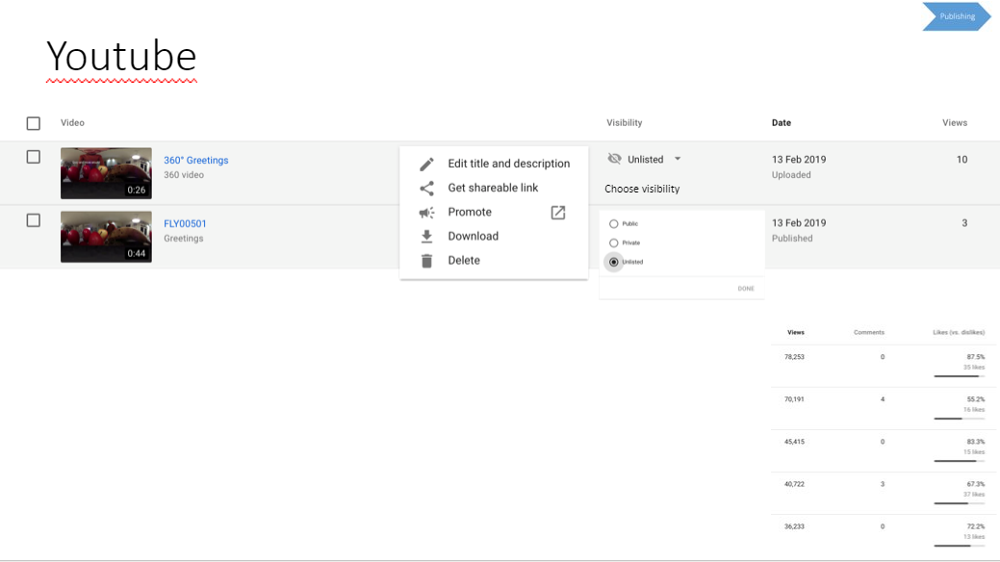 Publishing
Youtube
Video Visibility Date Views
0:26
360° Greetings
360 video
Edit title and description
Get shareable link
Promote
Download
Delete
Unlisted
Choose visibility
13 Feb 2019
Uploaded
10
0:44
FLY00501
Greetings
Public
Private
Unlisted
DONE
13 Feb 2019
Published
3
Views Comments Likes (vs. dislikes)
78,253 0 87.5%
35 likes
70,191 4 55.2%
16 likes
45,415 0 83.3%
15 likes
40,722 3 67.3%
37 likes
36,233 0 72.2%
13 likes